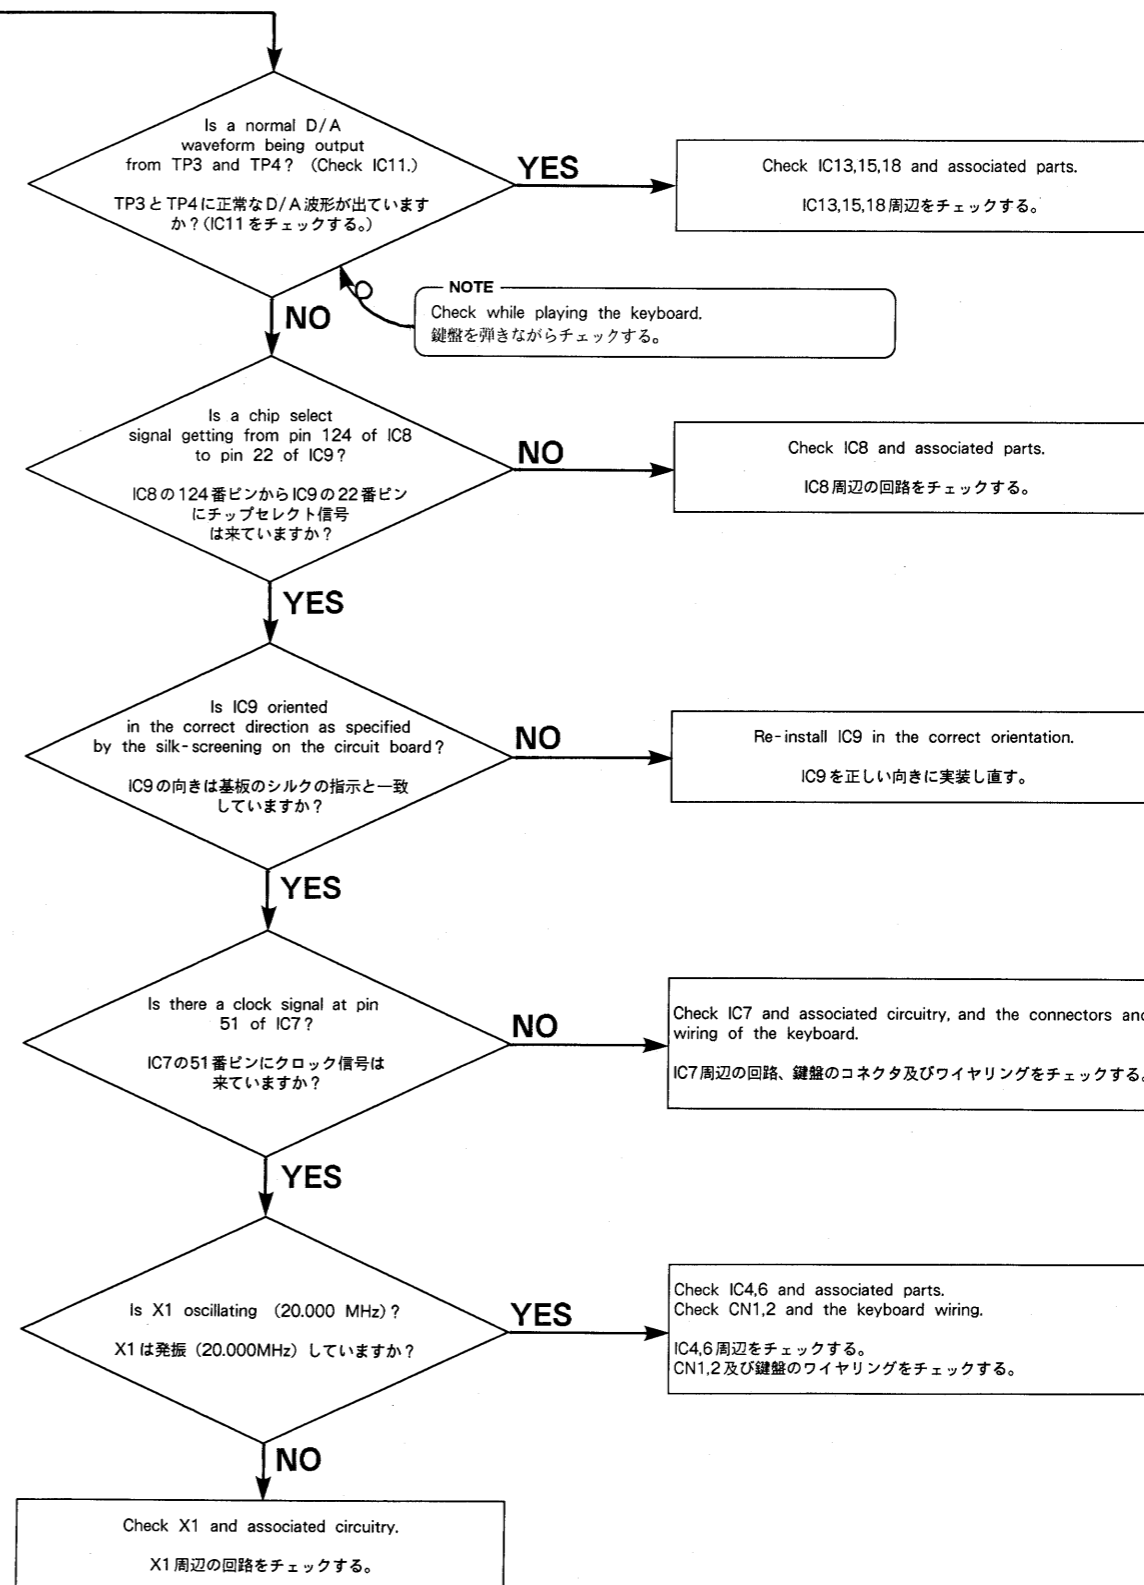 Is a normal D/A
waveform being output
from TP3 and TP4? (Check IC11.)
TP3とTP4に正常なD/A波形が出ています
か?(IC11をチェックする。)
YES
Check IC13,15,18 and associated parts.
IC13,15,18周辺をチェックする。
NOTE
Check while playing the keyboard.
鍵盤を弾きながらチェックする。
NO
Is a chip select
signal getting from pin 124 of IC8
to pin 22 of IC9?
IC8の124番ピンからIC9の22番ピン
にチップセレクト信号
は来ていますか?
NO
Check IC8 and associated parts.
IC8周辺の回路をチェックする。
YES
Is IC9 oriented
in the correct direction as specified
by the silk-screening on the circuit board?
IC9の向きは基板のシルクの指示と一致
していますか?
NO
Re-install IC9 in the correct orientation.
IC9を正しい向きに実装し直す。
YES
Is there a clock signal at pin
51 of IC7?
IC7の51番ピンにクロック信号は
来ていますか?
NO
Check IC7 and associated circuitry, and the connectors and
wiring of the keyboard.
IC7周辺の回路、鍵盤のコネクタ及びワイヤリングをチェックする。
YES
Is X1 oscillating (20.000 MHz)?
X1は発振(20.000MHz)していますか?
YES
Check IC4,6 and associated parts.
Check CN1,2 and the keyboard wiring.
IC4,6周辺をチェックする。
CN1,2及び鍵盤のワイヤリングをチェックする。
NO
Check X1 and associated circuitry.
X1周辺の回路をチェックする。